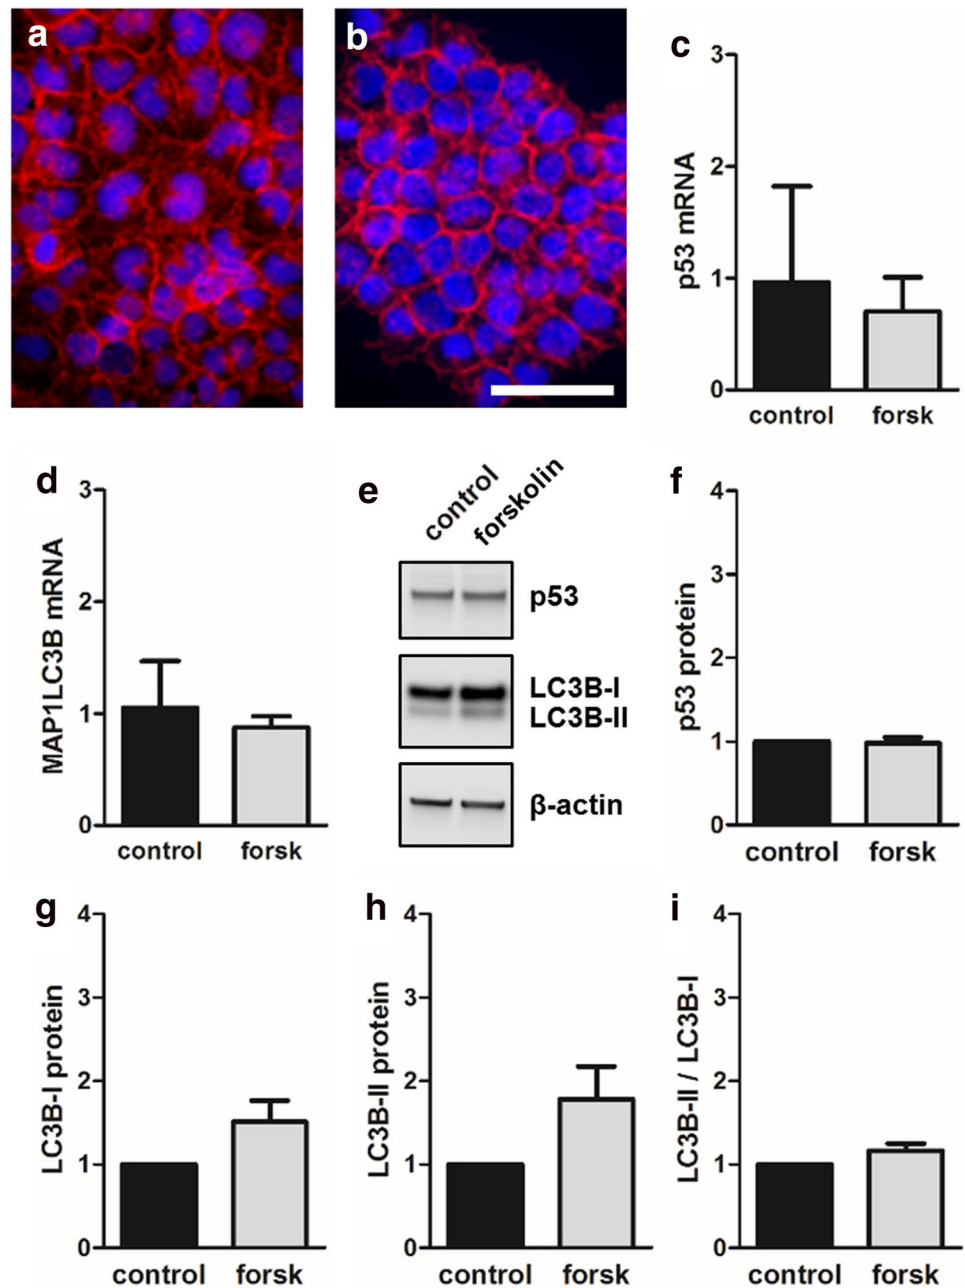 a
b
c
3
2
1
0
p53 mRNA
control forsk
d
3
2
1
0
MAP1LC3B mRNA
control forsk
e
control
forskolin
p53
LC3B-I
LC3B-II
β-actin
f
4
3
2
1
0
p53 protein
control forsk
g
4
3
2
1
0
LC3B-I protein
control forsk
h
4
3
2
1
0
LC3B-II protein
control forsk
i
4
3
2
1
0
LC3B-II / LC3B-I
control forsk